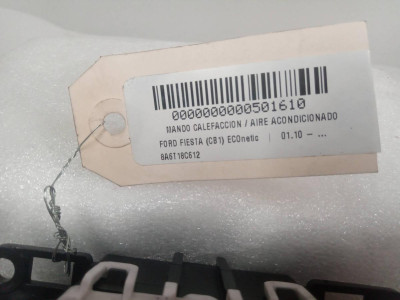 0000000000501610
MANDO CALEFACCION / AIRE ACONDICIONADO
FORD FIESTA (CB1) ECOnetic | 01.10 - ...
8A6T18C612